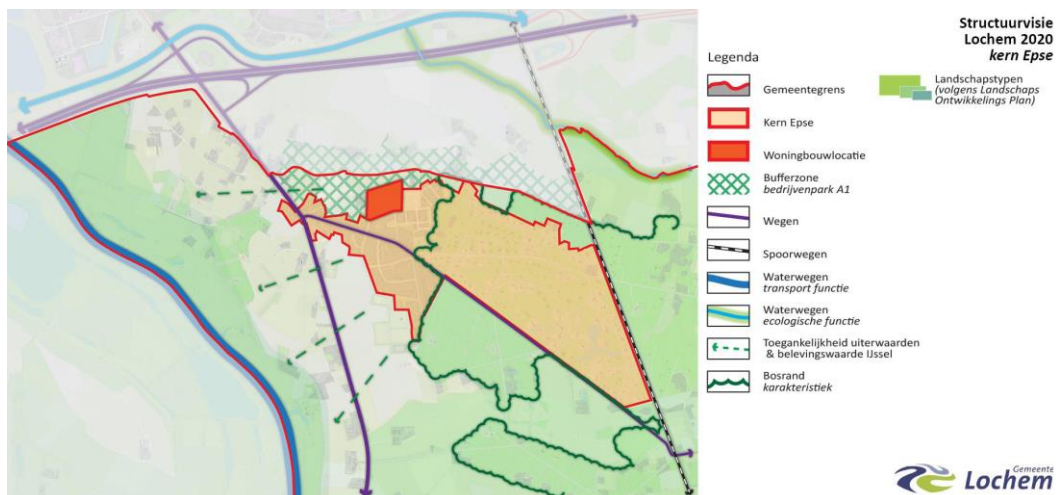 Structuurvisie
Lochem 2020
kern Epse
Legenda
Gemeentegrens
Kern Epse
Woningbouwlocatie
Bufferzone
bedrijvenpark A1
Wegen
Spoorwegen
Waterwegen
transport functie
Waterwegen
ecologische functie
Toegankelijkheid uiterwaarden
& belevingswaarde IJssel
Bosrand
karakteristiek
Landschapstypen
(volgens Landschaps
Ontwikkelings Plan)
Gemeente
Lochem